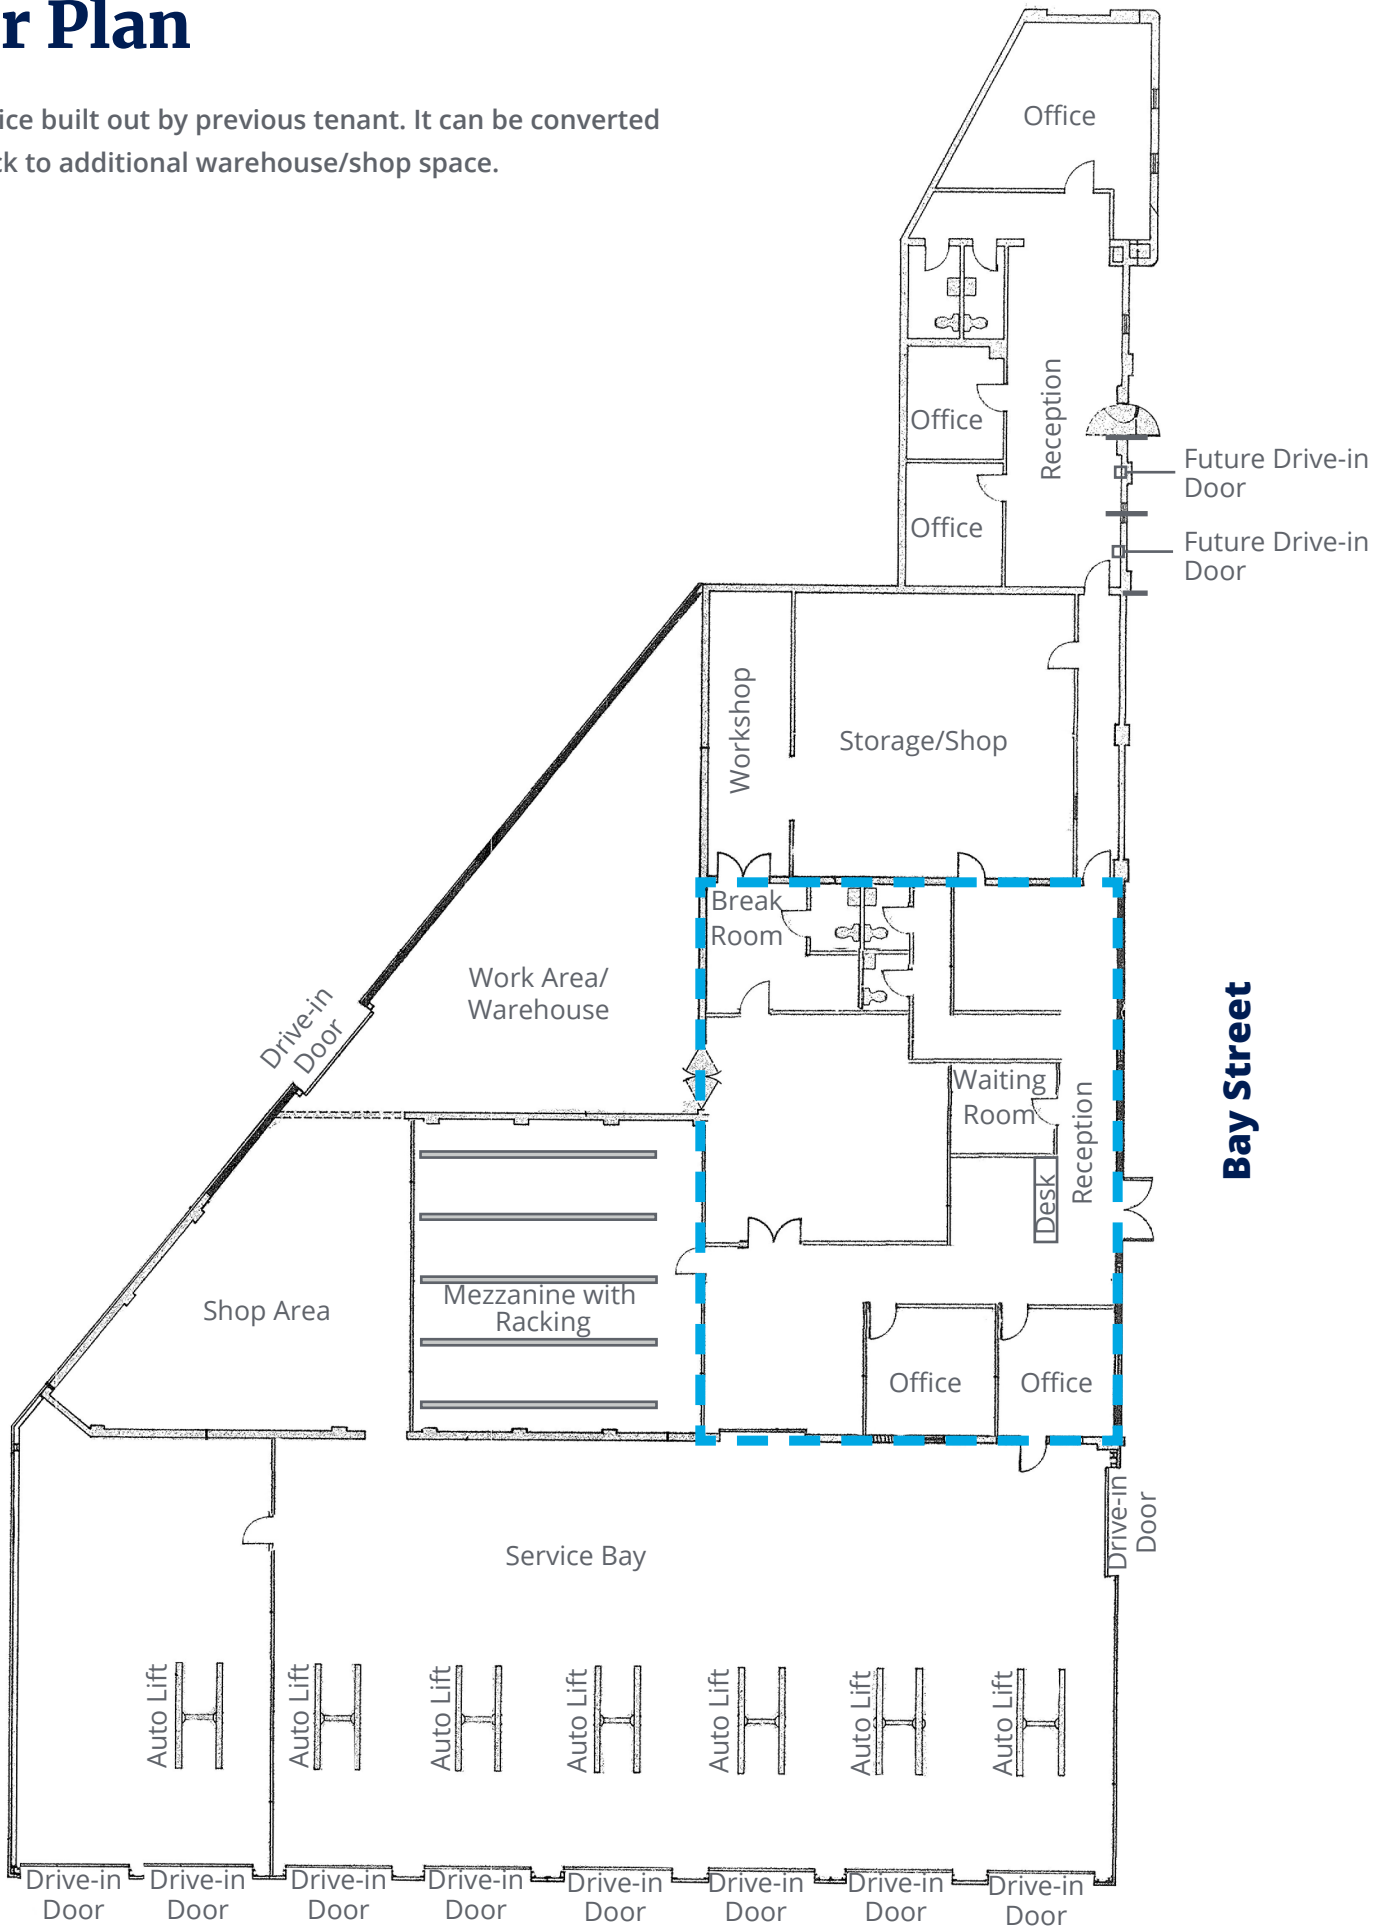 r Plan
ice built out by previous tenant. It can be converted
ck to additional warehouse/shop space.
Office
Reception
Office
Office
Future Drive-in
Door
Future Drive-in
Door
Workshop
Storage/Shop
Break
Room
Work Area/
Warehouse
Drive-in
Door
Waiting
Room
Reception
Desk
Bay Street
Shop Area
Mezzanine with
Racking
Office
Office
Drive-in
Door
Service Bay
Auto Lift
Auto Lift
Auto Lift
Auto Lift
Auto Lift
Auto Lift
Auto Lift
Drive-in
Door
Drive-in
Door
Drive-in
Door
Drive-in
Door
Drive-in
Door
Drive-in
Door
Drive-in
Door
Drive-in
Door